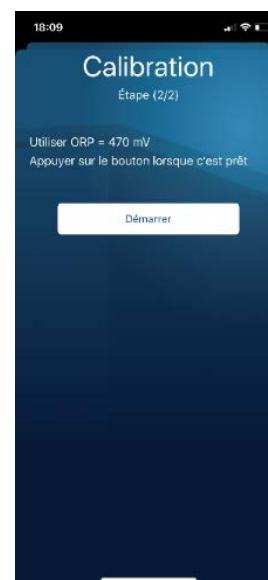 18:09
Calibration
Étape (2/2)
Utiliser ORP = 470 mV
Appuyer sur le bouton lorsque c'est prêt
Démarrer